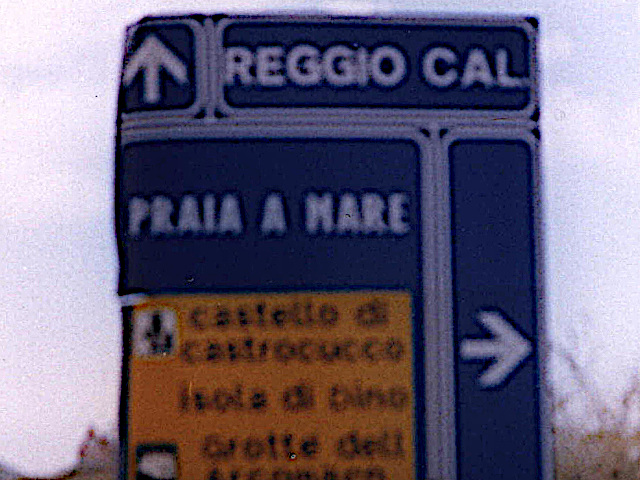 REGGIO CAL.
PRAIA A MARE
castello di
castrocucco
isola di Dino
Grotte dell